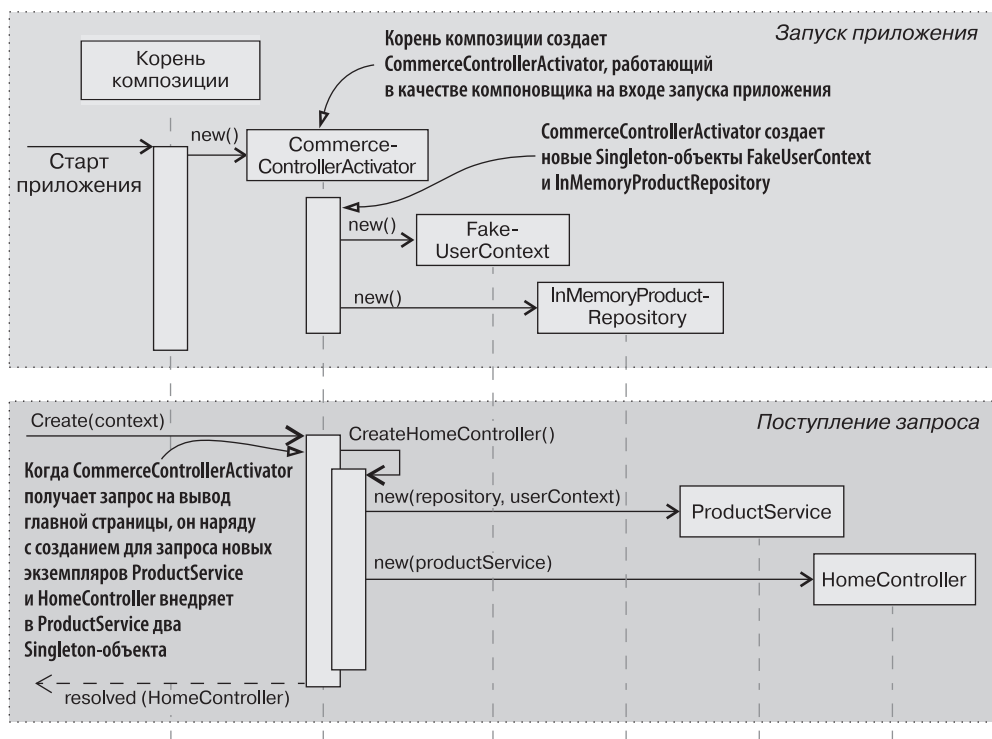 Запуск приложения
Корень
композиции
Корень композиции создает
CommerceControllerActivator, работающий
в качестве компоновщика на входе запуска приложения
Старт
приложения
new()
Commerce-
ControllerActivator
CommerceControllerActivator создает
новые Singleton-объекты FakeUserContext
и InMemoryProductRepository
new()
Fake-
UserContext
new()
InMemoryProduct-
Repository
Поступление запроса
Create(context)
CreateHomeController()
Когда CommerceControllerActivator
получает запрос на вывод
главной страницы, он наряду
с созданием для запроса новых
экземпляров ProductService
и HomeController внедряет
в ProductService два
Singleton-объекта
new(repository, userContext)
ProductService
new(productService)
HomeController
resolved (HomeController)